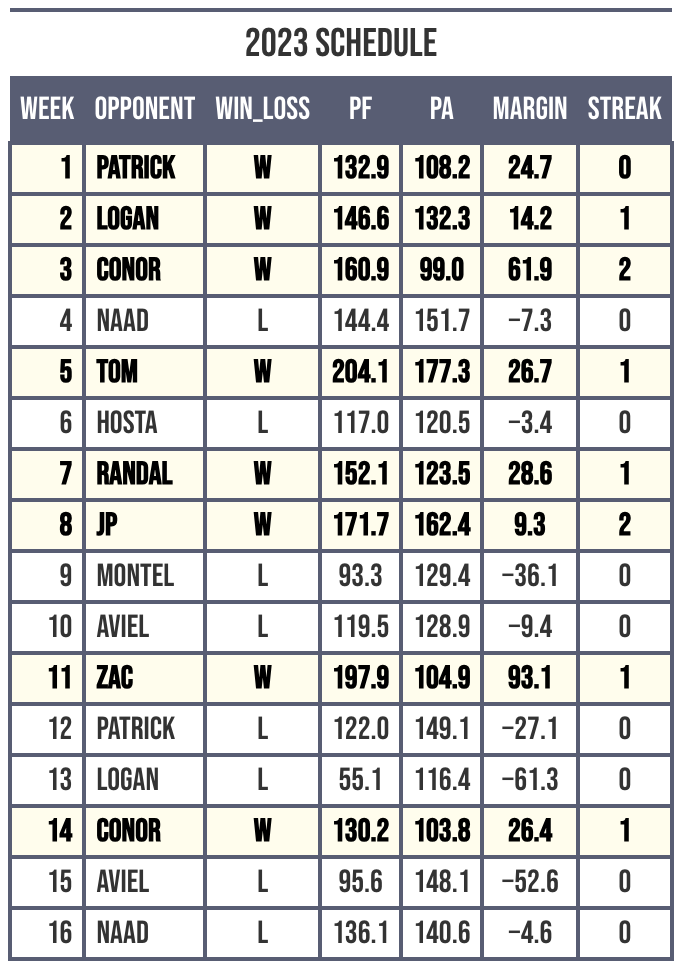 2023 SCHEDULE
WEEK OPPONENT WIN_LOSS PF PA MARGIN STREAK
1 PATRICK W 132.9 108.2 24.7 0
2 LOGAN W 146.6 132.3 14.2 1
3 CONOR W 160.9 99.0 61.9 2
4 NAAD L 144.4 151.7 −7.3 0
5 TOM W 204.1 177.3 26.7 1
6 HOSTA L 117.0 120.5 −3.4 0
7 RANDAL W 152.1 123.5 28.6 1
8 JP W 171.7 162.4 9.3 2
9 MONTEL L 93.3 129.4 −36.1 0
10 AVIEL L 119.5 128.9 −9.4 0
11 ZAC W 197.9 104.9 93.1 1
12 PATRICK L 122.0 149.1 −27.1 0
13 LOGAN L 55.1 116.4 −61.3 0
14 CONOR W 130.2 103.8 26.4 1
15 AVIEL L 95.6 148.1 −52.6 0
16 NAAD L 136.1 140.6 −4.6 0